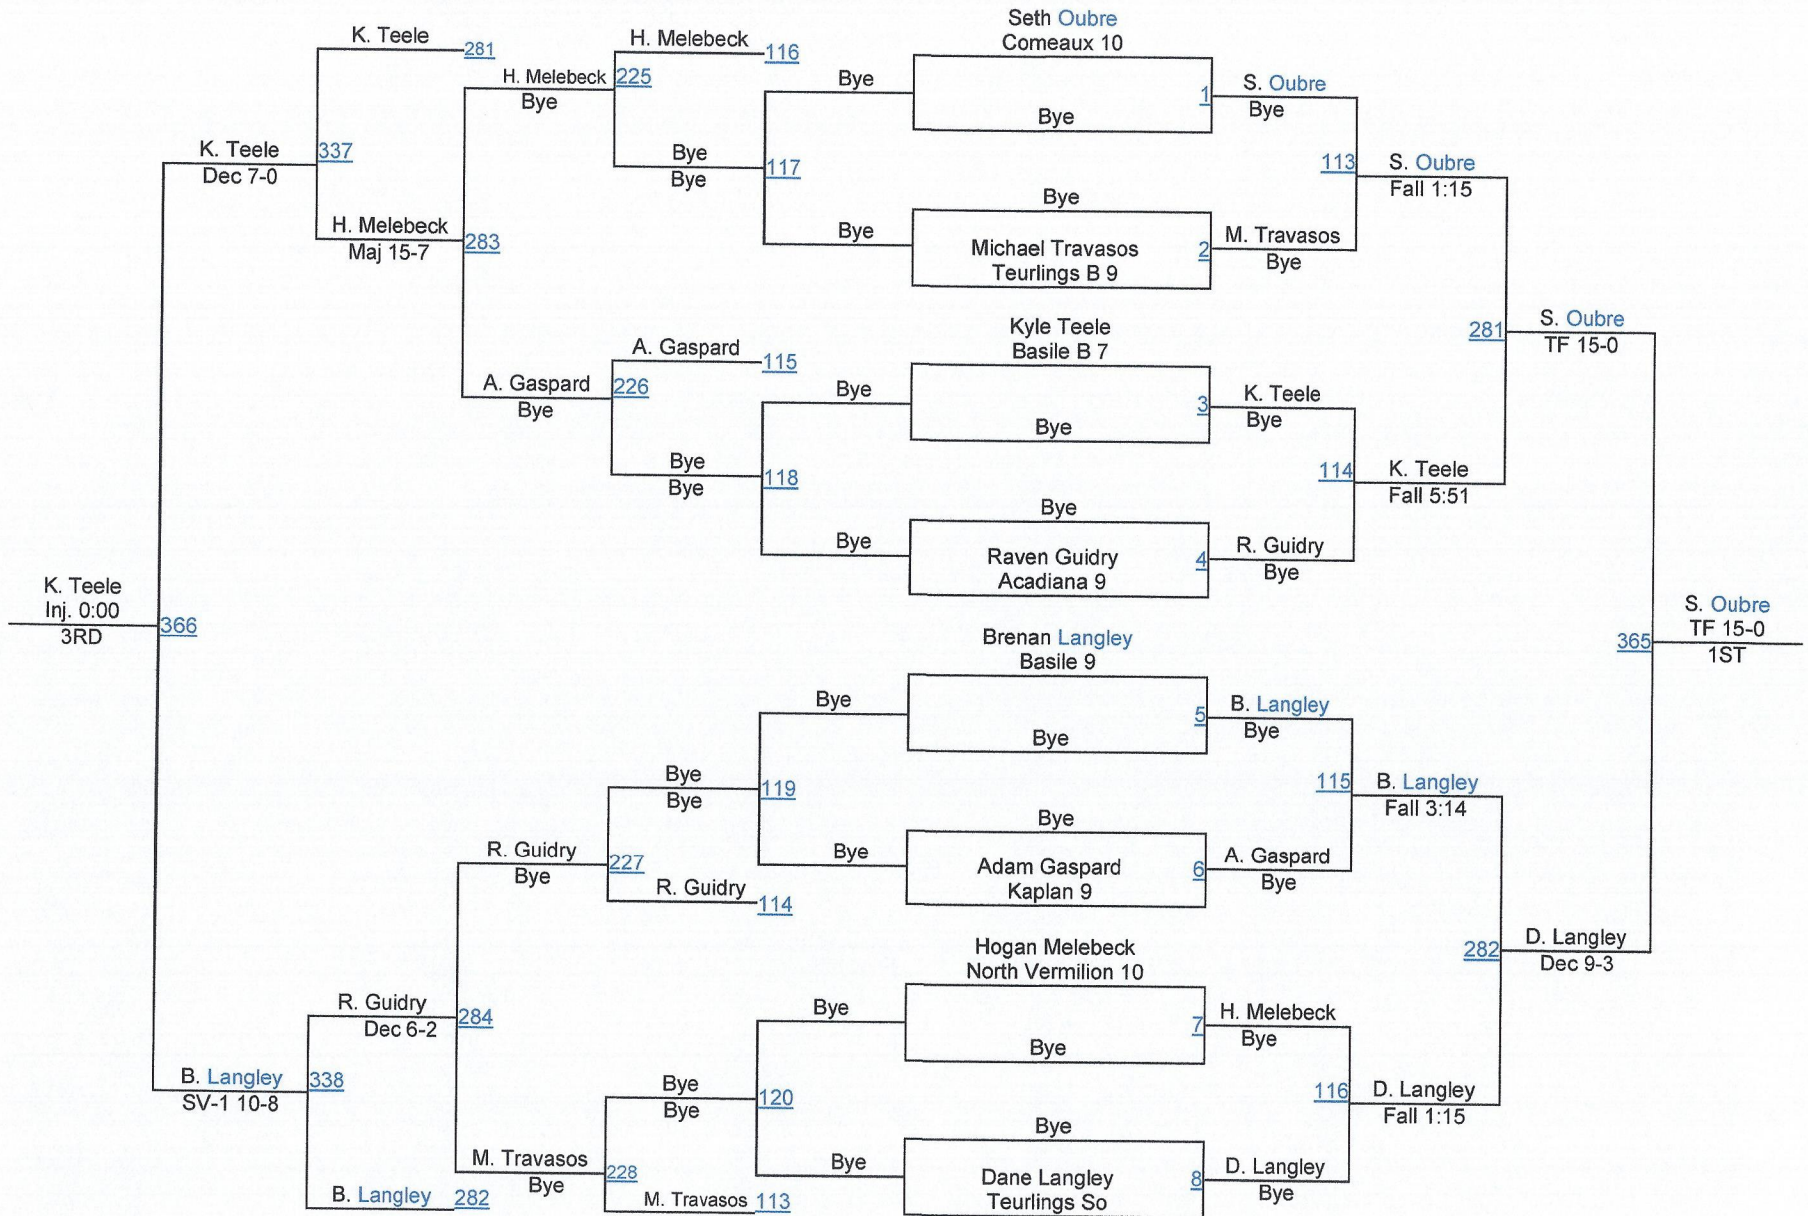 Seth Oubre
Comeaux 10
K. Teele 281
H. Melebeck 116
H. Melebeck 225
Bye
Bye
1
S. Oubre
Bye
Bye
K. Teele
Dec 7-0
337
Bye
Bye
117
113
S. Oubre
Fall 1:15
Bye
H. Melebeck
Maj 15-7
283
Bye
Michael Travasos
Teurlings B 9
2
M. Travasos
Bye
Kyle Teele
Basile B 7
281
S. Oubre
TF 15-0
A. Gaspard 115
A. Gaspard
Bye
226
Bye
3
K. Teele
Bye
Bye
Bye
Bye
118
114
K. Teele
Fall 5:51
Bye
Bye
Raven Guidry
Acadiana 9
4
R. Guidry
Bye
K. Teele
Inj. 0:00
3RD
366
S. Oubre
TF 15-0
1ST
365
Brenan Langley
Basile 9
Bye
5
B. Langley
Bye
Bye
Bye
Bye
119
115
B. Langley
Fall 3:14
Bye
R. Guidry
Bye
227
Bye
Adam Gaspard
Kaplan 9
6
A. Gaspard
Bye
R. Guidry 114
Hogan Melebeck
North Vermilion 10
282
D. Langley
Dec 9-3
R. Guidry
Dec 6-2
284
Bye
7
H. Melebeck
Bye
Bye
B. Langley
SV-1 10-8
338
Bye
Bye
120
116
D. Langley
Fall 1:15
Bye
M. Travasos
Bye
228
Bye
Dane Langley
Teurlings So
8
D. Langley
Bye
B. Langley 282
M. Travasos 113